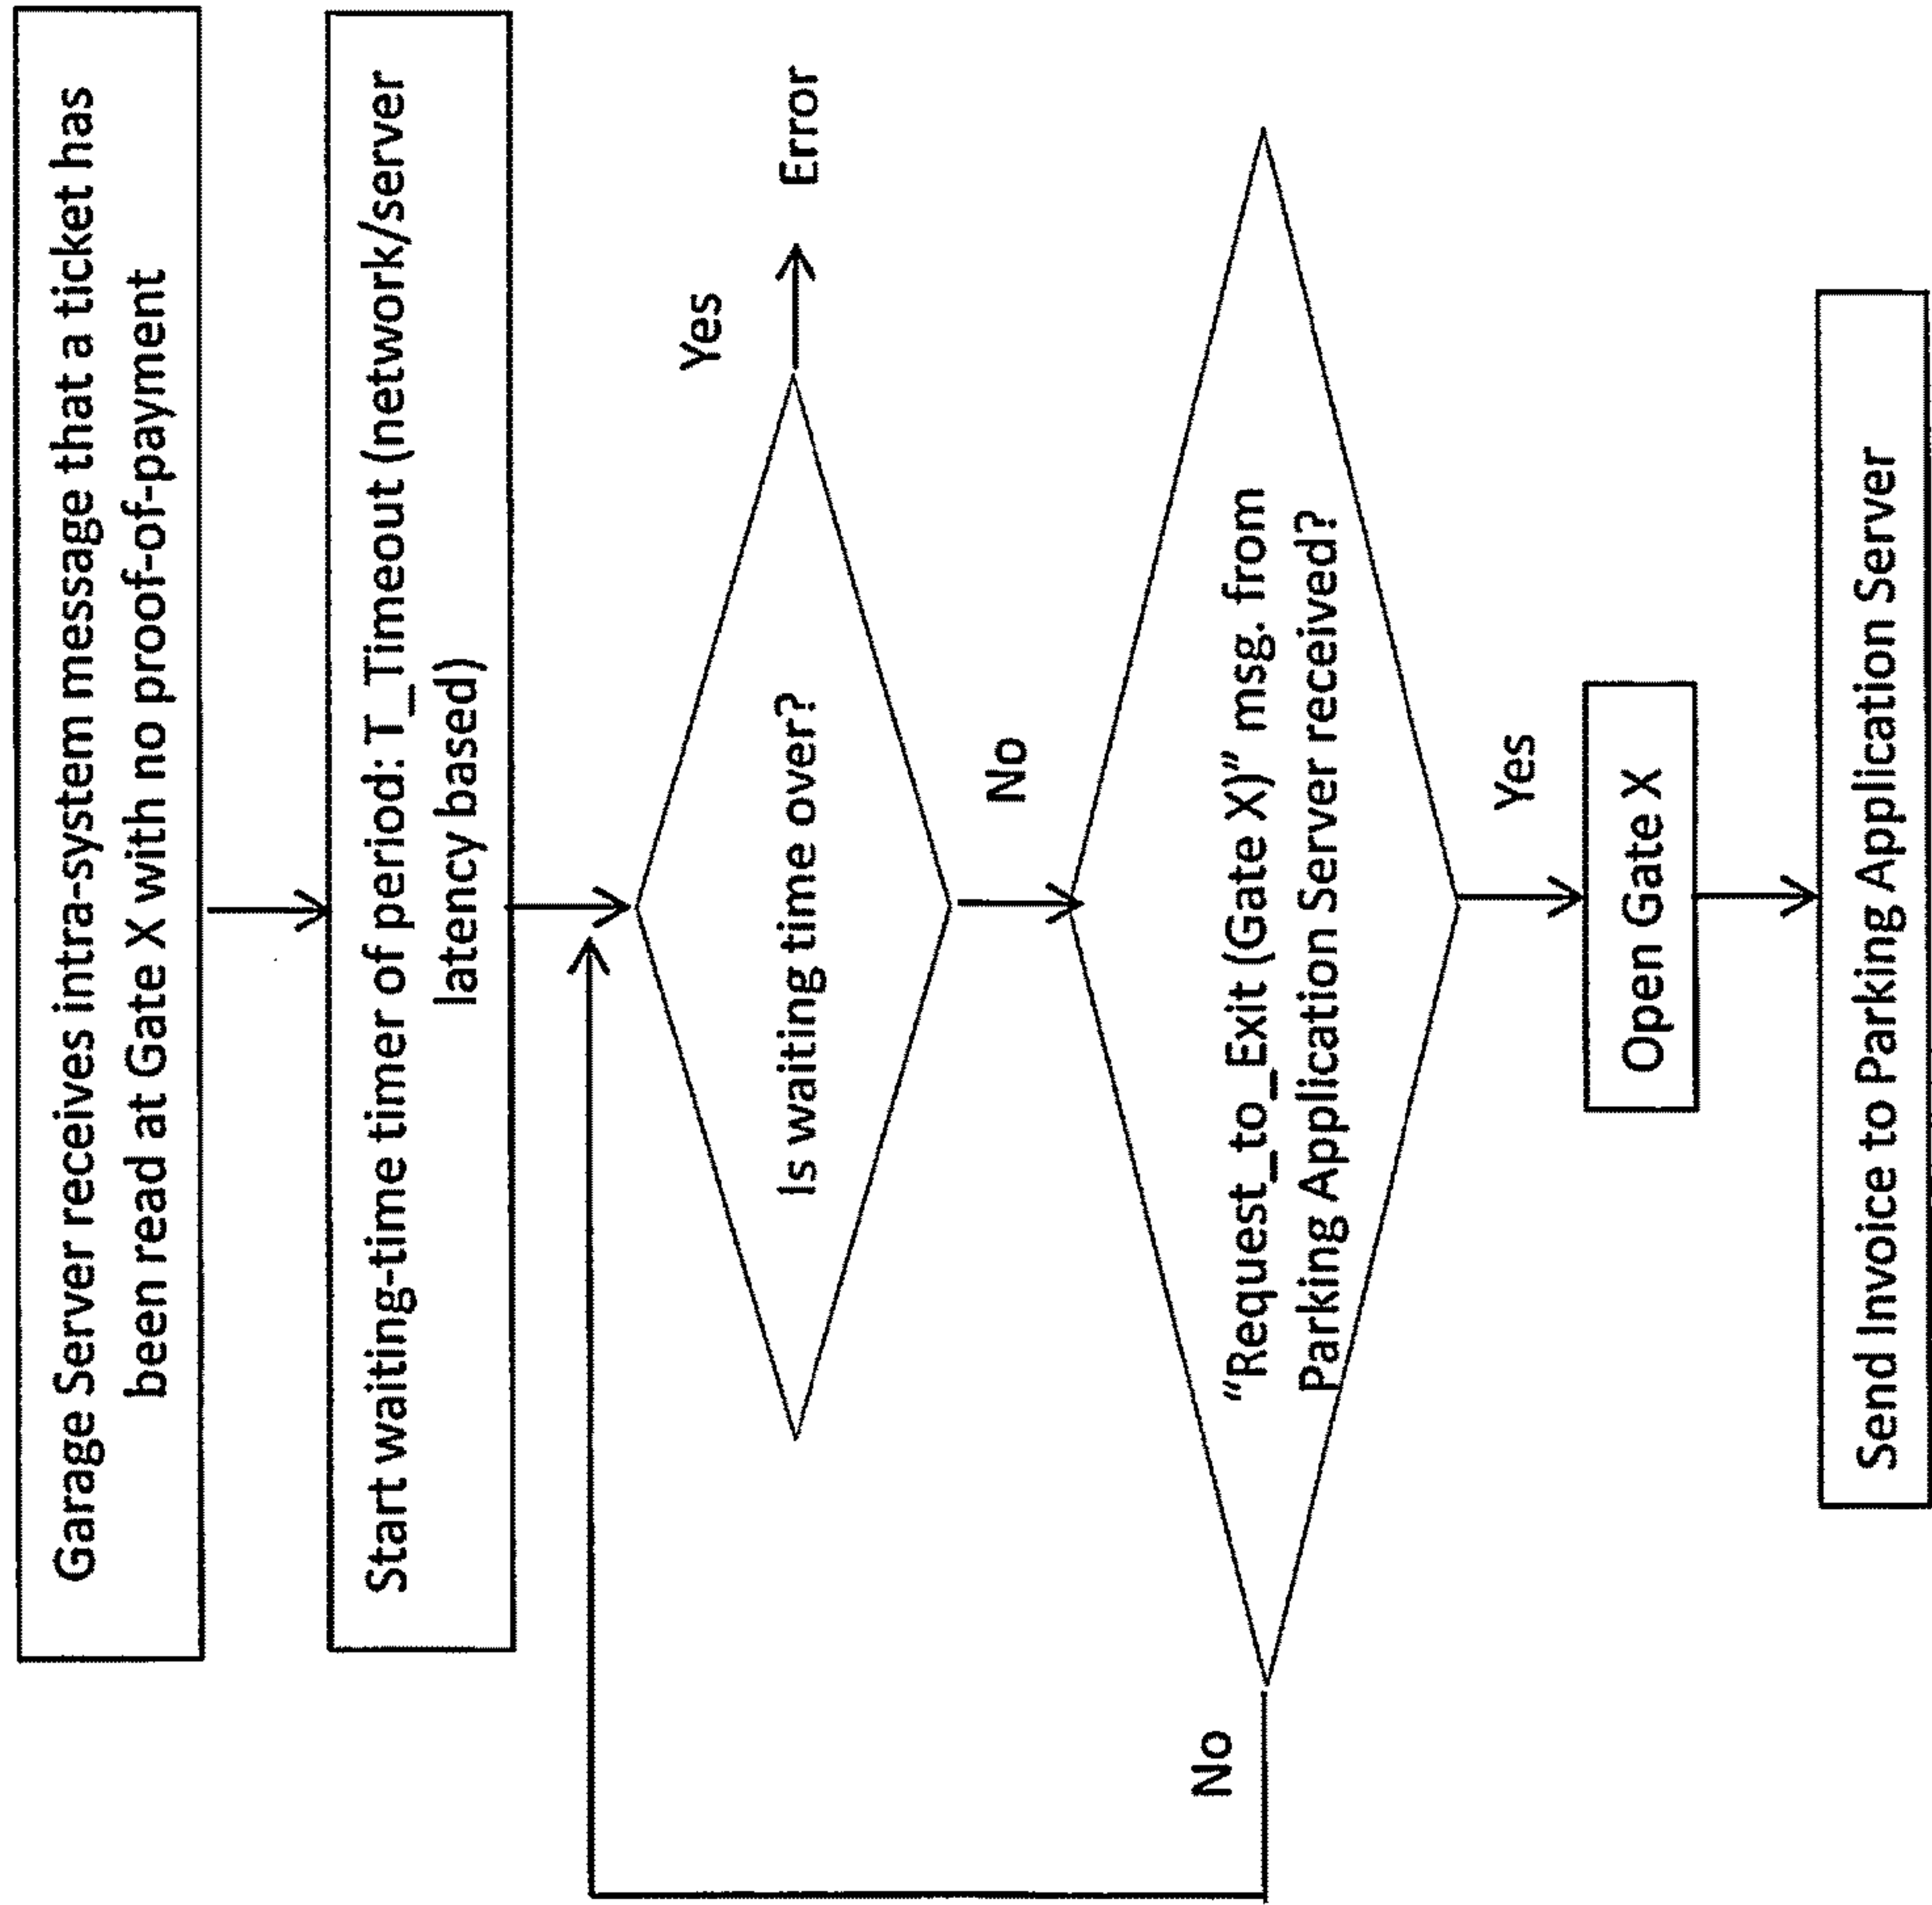 Garage Server receives intra-system message that a ticket has
been read at Gate X with no proof-of-payment
Start waiting-time timer of period: T_Timeout (network/server
latency based)
Is waiting time over?
Yes
Error
No
“Request_to_Exit (Gate X)” msg. from
Parking Application Server received?
No
Yes
Open Gate X
Send Invoice to Parking Application Server